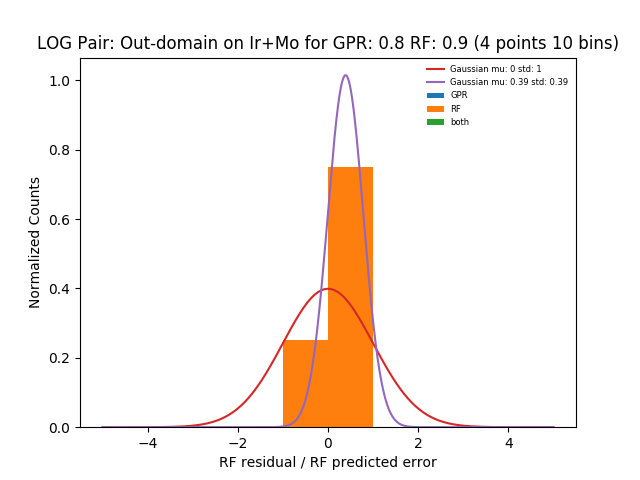 LOG Pair: Out-domain on Ir+Mo for GPR: 0.8 RF: 0.9 (4 points 10 bins)
Gaussian mu: 0 std: 1
Gaussian mu: 0.39 std: 0.39
GPR
RF
both
Normalized Counts
1.0
0.8
0.6
0.4
0.2
0.0
−4 −2 0 2 4
RF residual / RF predicted error